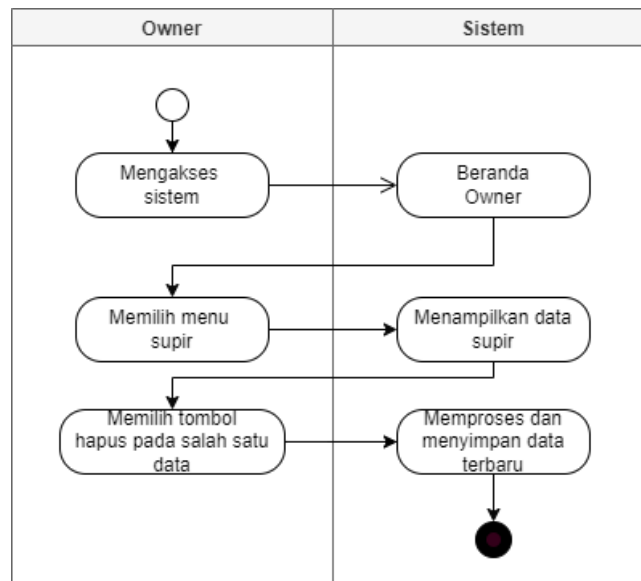 Owner
Sistem
Mengakses
sistem
Beranda
Owner
Memilih menu
supir
Menampilkan data
supir
Memilih tombol
hapus pada salah satu
data
Memproses dan
menyimpan data
terbaru